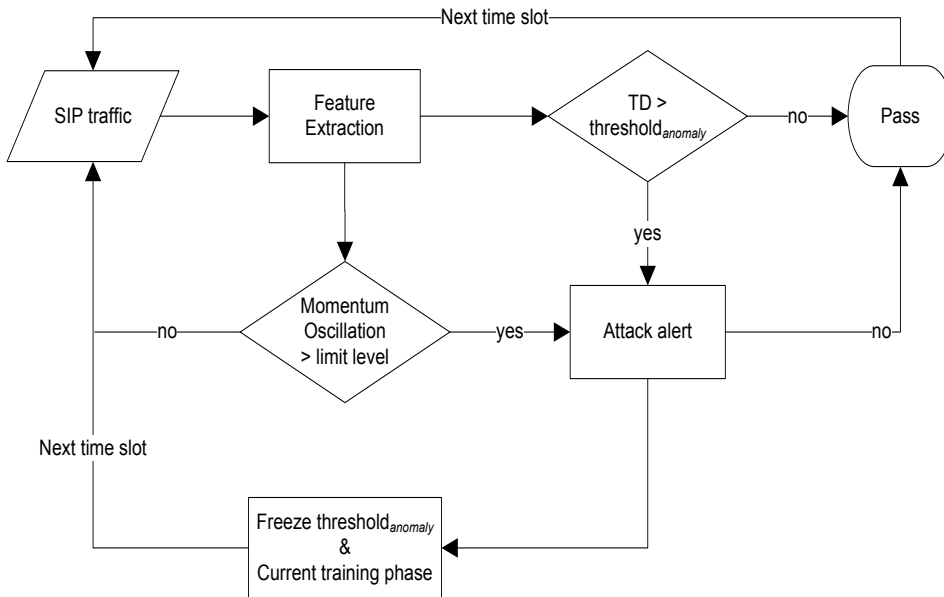 Next time slot
SIP traffic
Feature
Extraction
TD >
threshold_anomaly
no
Pass
yes
Momentum
Oscillation
> limit level
no
yes
Attack alert
no
Next time slot
Freeze threshold_anomaly
&
Current training phase